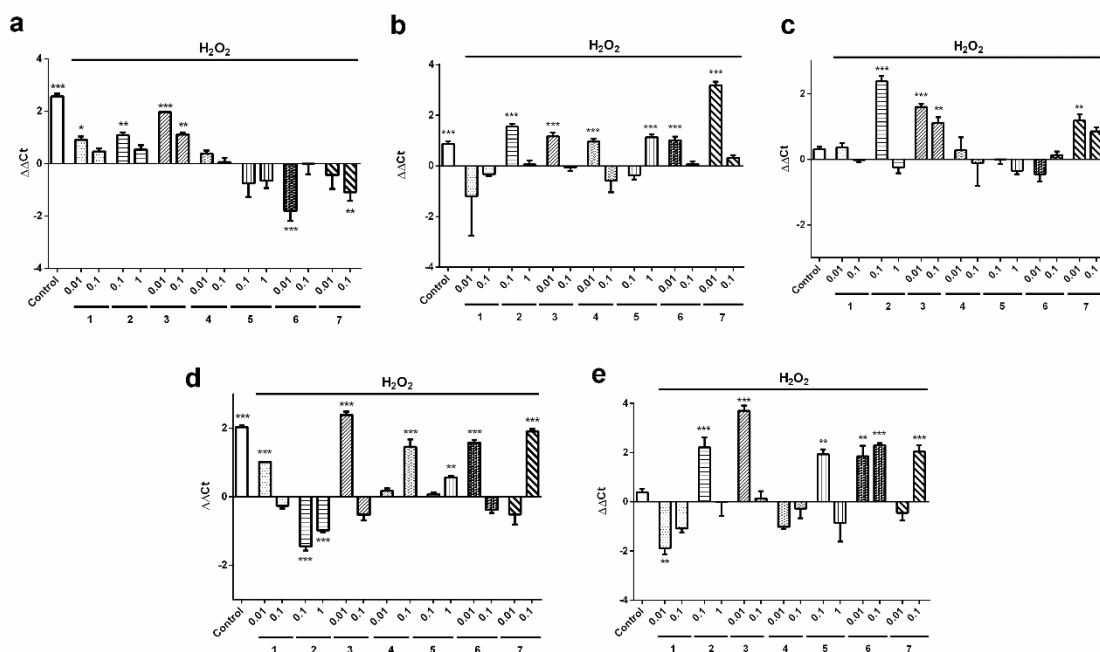 a
H₂O₂
ΔΔCt
4
2
0
-2
-4
*** * ** *** **
*** **
Control 0.01 0.1 0.1 1 0.01 0.1 0.01 0.1 0.1 1 0.01 0.1 0.01 0.1
1 2 3 4 5 6 7
b
H₂O₂
ΔΔCt
4
2
0
-2
-4
*** *** *** *** *** *** ***
Control 0.01 0.1 0.1 1 0.01 0.1 0.01 0.1 0.1 1 0.01 0.1 0.01 0.1
1 2 3 4 5 6 7
c
H₂O₂
ΔΔCt
2
0
-2
*** *** ** **
Control 0.01 0.1 0.1 1 0.01 0.1 0.01 0.1 0.1 1 0.01 0.1 0.01 0.1
1 2 3 4 5 6 7
d
H₂O₂
ΛΛCt
2
0
-2
*** *** *** *** ** *** ***
*** ***
Control 0.01 0.1 0.1 1 0.01 0.1 0.01 0.1 0.1 1 0.01 0.1 0.01 0.1
1 2 3 4 5 6 7
e
H₂O₂
ΔΔCt
4
2
0
-2
-4
*** *** ** ** *** ***
**
Control 0.01 0.1 0.1 1 0.01 0.1 0.01 0.1 0.1 1 0.01 0.1 0.01 0.1
1 2 3 4 5 6 7